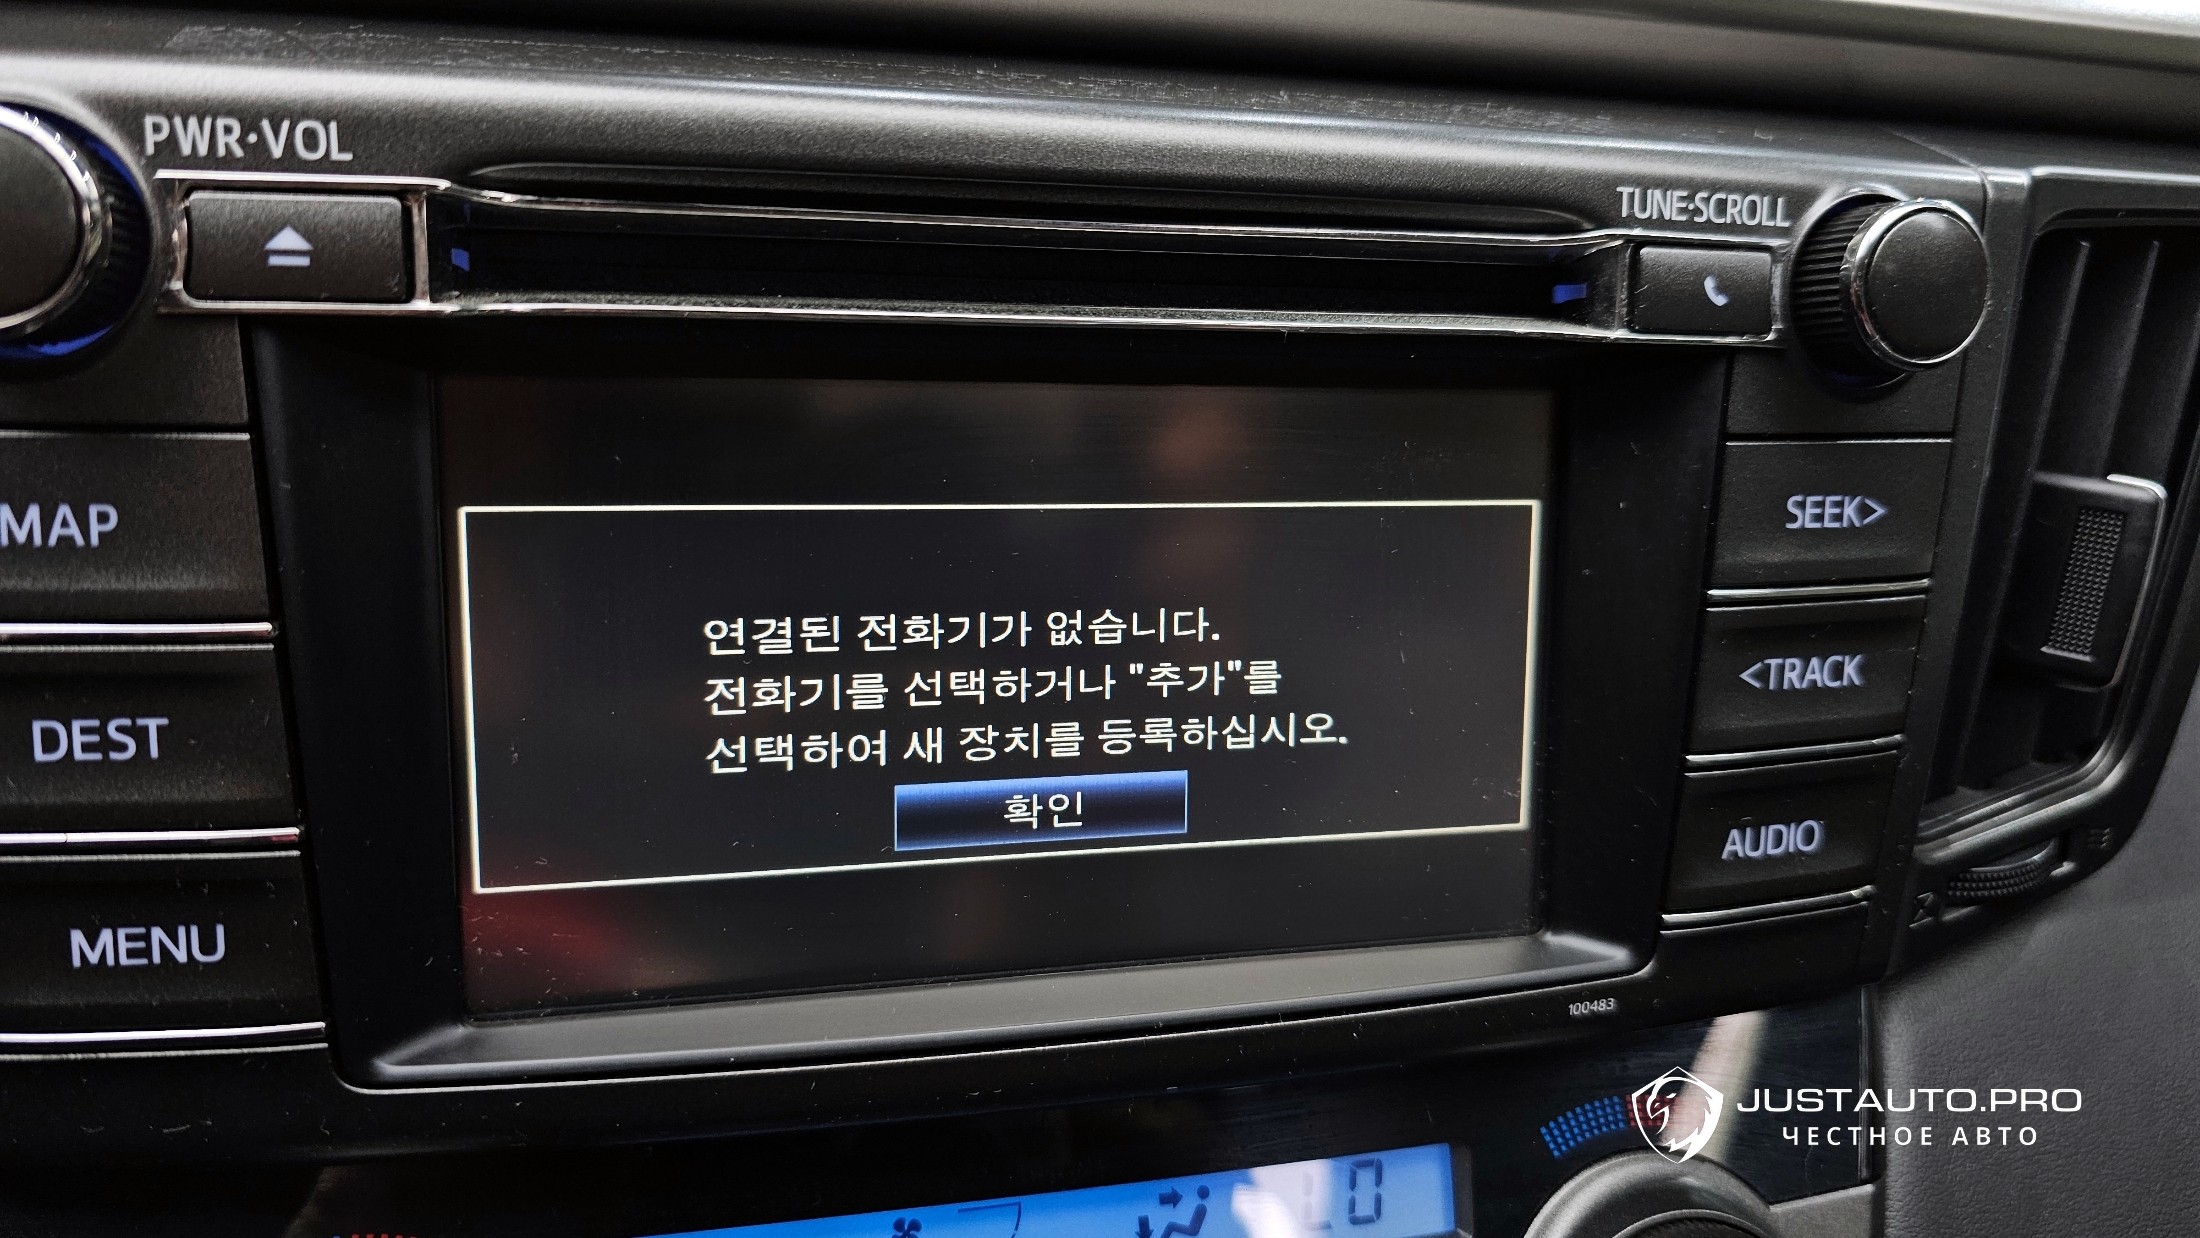 PWR·VOL
TUNE·SCROLL
MAP
SEEK>
연결된 전화기가 없습니다.
전화기를 선택하거나 "추가"를
선택하여 새 장치를 등록하십시오.
확인
<TRACK
DEST
AUDIO
MENU
100483
JUSTAUTO.PRO
ЧЕСТНОЕ АВТО
LO